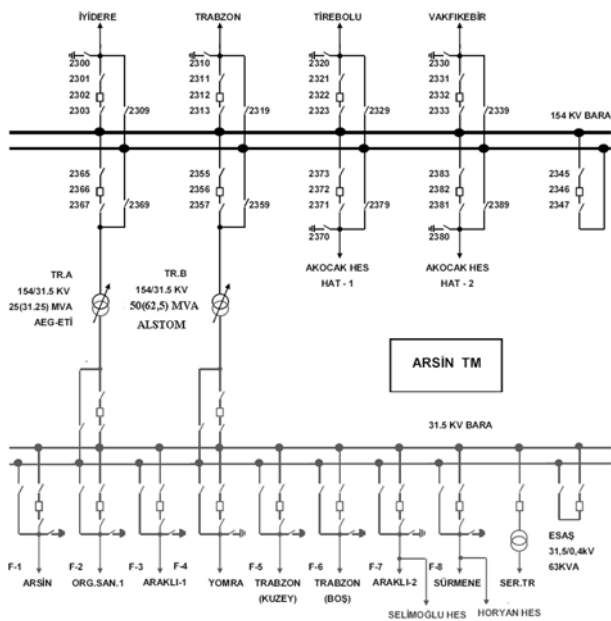 İYİDERE TRABZON TİREBOLU VAKFIKEBİR
2300 2310 2320 2330
2301 2311 2321 2331
2302 2312 2322 2332
2303 2309 2313 2319 2323 2329 2333 2339
154 KV BARA
2365 2355 2373 2383 2345
2366 2356 2372 2382 2346
2367 2369 2357 2359 2371 2379 2381 2389 2347
2370 2380
AKOCAK HES AKOCAK HES
HAT - 1 HAT - 2
TR.A TR.B
154/31.5 KV 154/31.5 KV
25(31.25) MVA 50(62,5) MVA
AEG-ETİ ALSTOM
ARSİN TM
31.5 KV BARA
ESAŞ
31,5/0,4kV
63KVA
F-1 F-2 F-3 F-4 F-5 F-6 F-7 F-8
ARSİN ORG.SAN.1 ARAKLI-1 YOMRA TRABZON TRABZON ARAKLI-2 SÜRMENE SER.TR
(KUZEY) (BOŞ)
SELİMOĞLU HES HORYAN HES